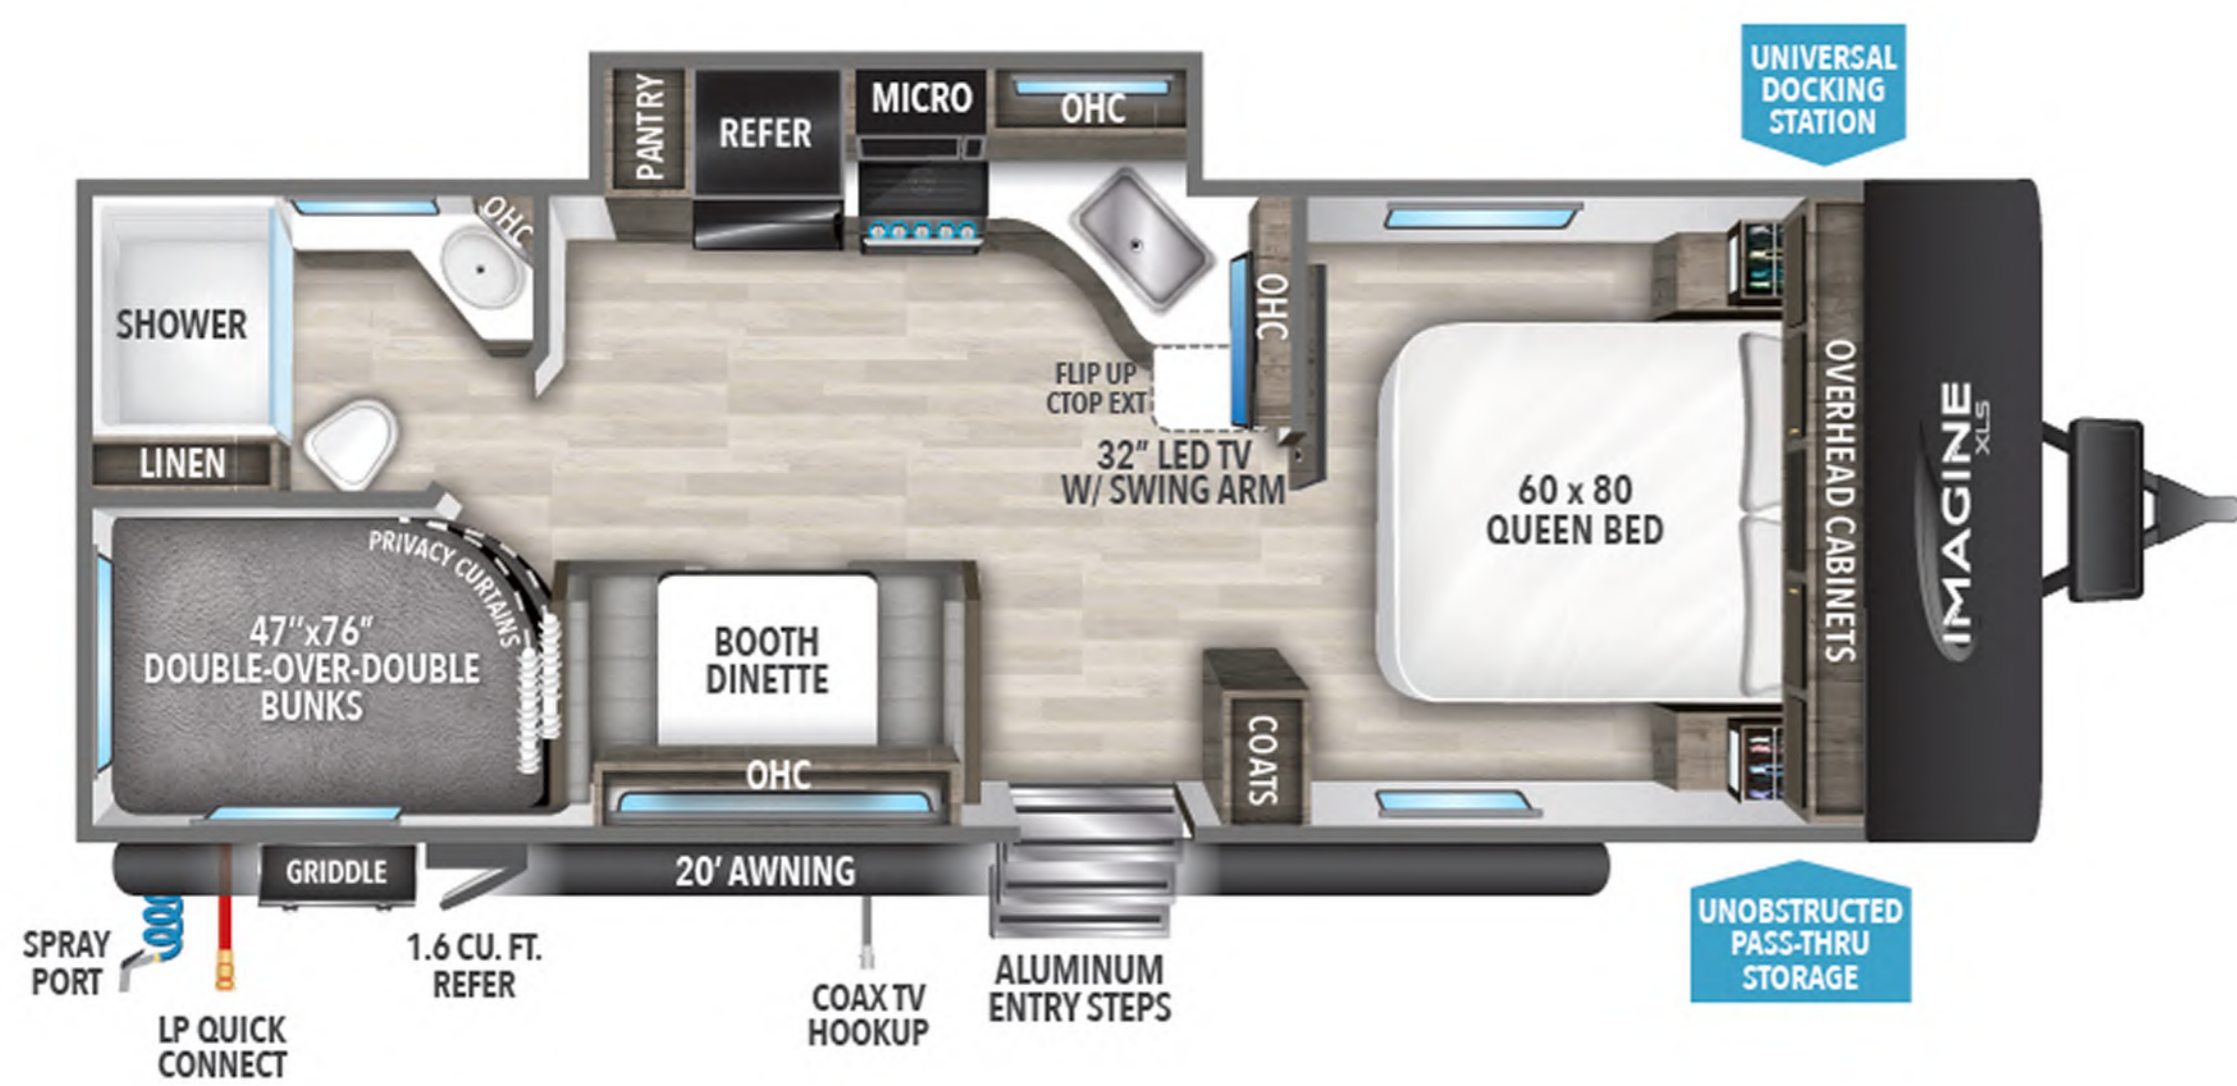 UNIVERSAL
DOCKING
STATION
PANTRY
REFER
MICRO
OHC
OHC
SHOWER
OHC
FLIP UP
CTOP EXT
32" LED TV
W/ SWING ARM
LINEN
60 x 80
QUEEN BED
OVERHEAD CABINETS
IMAGINE
XLS
PRIVACY CURTAINS
47"x76"
DOUBLE-OVER-DOUBLE
BUNKS
BOOTH
DINETTE
OHC
COATS
GRIDDLE
20' AWNING
SPRAY
PORT
LP QUICK
CONNECT
1.6 CU. FT.
REFER
COAX TV
HOOKUP
ALUMINUM
ENTRY STEPS
UNOBSTRUCTED
PASS-THRU
STORAGE